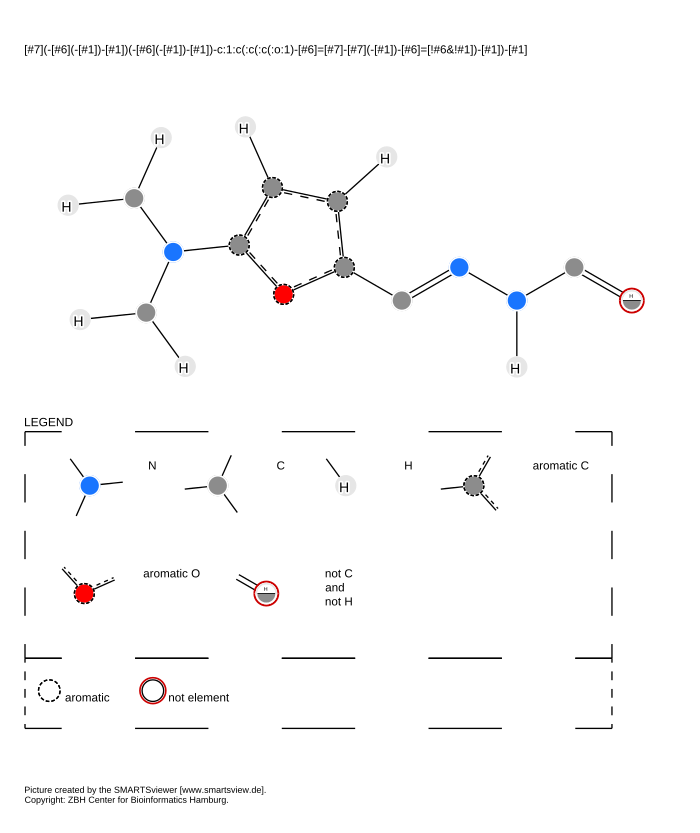 [#7](-[#6](-[#1])-[#1])(-[#6](-[#1])-[#1])-c:1:c(:c(:c(:o:1)-[#6]=[#7]-[#7](-[#1])-[#6]=[!#6&!#1])-[#1])-[#1]
H
H
H
H
H
H
H
H
H
LEGEND
N
C
H
H
aromatic C
aromatic O
H
not C
and
not H
aromatic
not element
Picture created by the SMARTSviewer [www.smartsview.de].
Copyright: ZBH Center for Bioinformatics Hamburg.